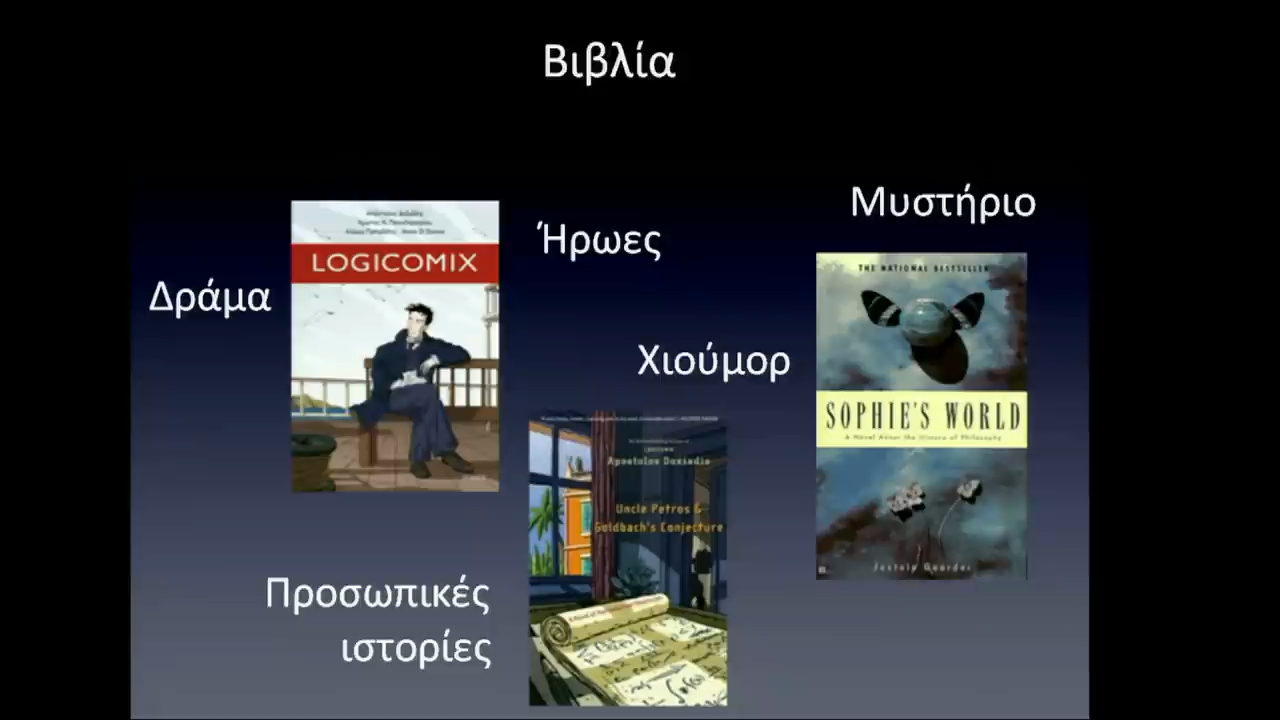 Βιβλία
Μυστήριο
Ήρωες
Δράμα
LOGICOMIX
Χιούμορ
THE NATIONAL BESTSELLER
SOPHIE'S WORLD
A Novel About the History of Philosophy
Jostein Gaarder
Apostolos Doxiadis
Uncle Petros &
Goldbach's Conjecture
Προσωπικές
ιστορίες